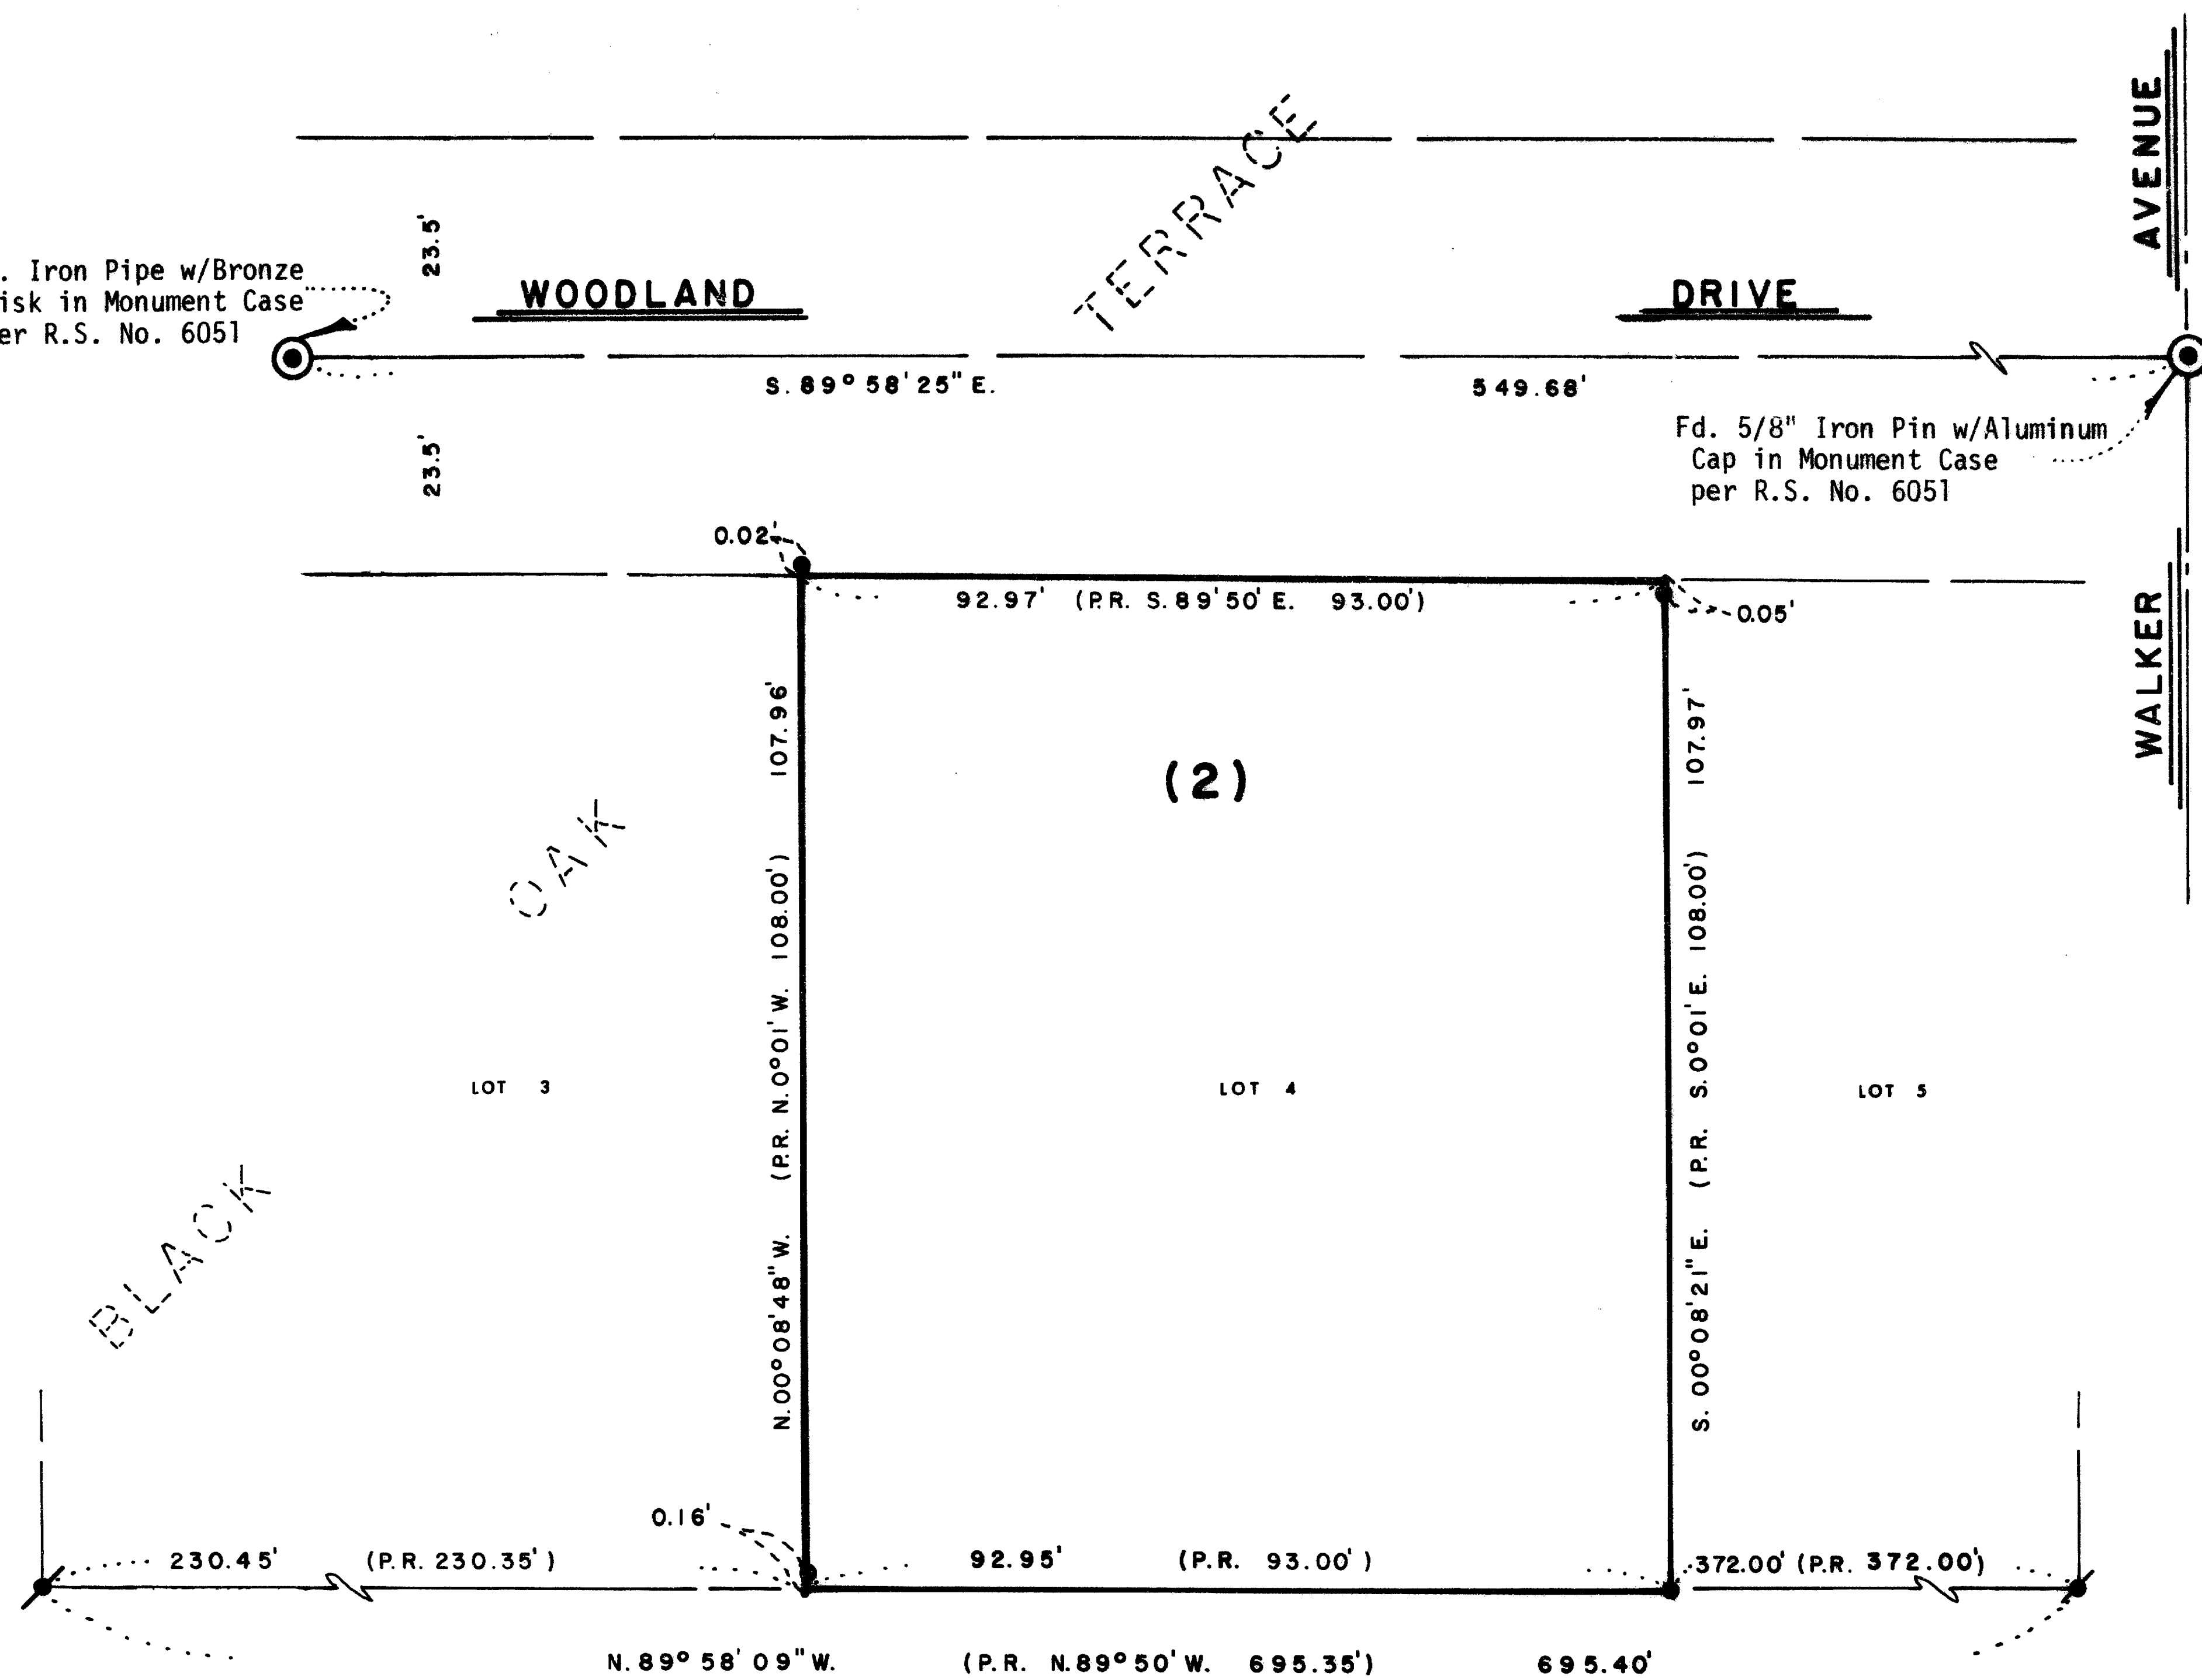 AVENUE
TERRACE
23.5'
. Iron Pipe w/Bronze
isk in Monument Case
er R.S. No. 6051
WOODLAND
DRIVE
S. 89° 58' 25" E.
549.68'
Fd. 5/8" Iron Pin w/Aluminum
Cap in Monument Case
per R.S. No. 6051
23.5'
0.02'
92.97' (P.R. S. 89'50' E. 93.00')
0.05'
WALKER
N. 00° 08' 48" W. (P.R. N. 0° 01' W. 108.00') 107.96'
(2)
S. 00° 08' 21" E. (P.R. S. 0° 01' E. 108.00') 107.97'
OAK
LOT 3
LOT 4
LOT 5
BLACK
0.16'
230.45' (P.R. 230.35')
92.95' (P.R. 93.00')
372.00' (P.R. 372.00')
N. 89° 58' 09" W. (P.R. N. 89° 50' W. 695.35') 695.40'